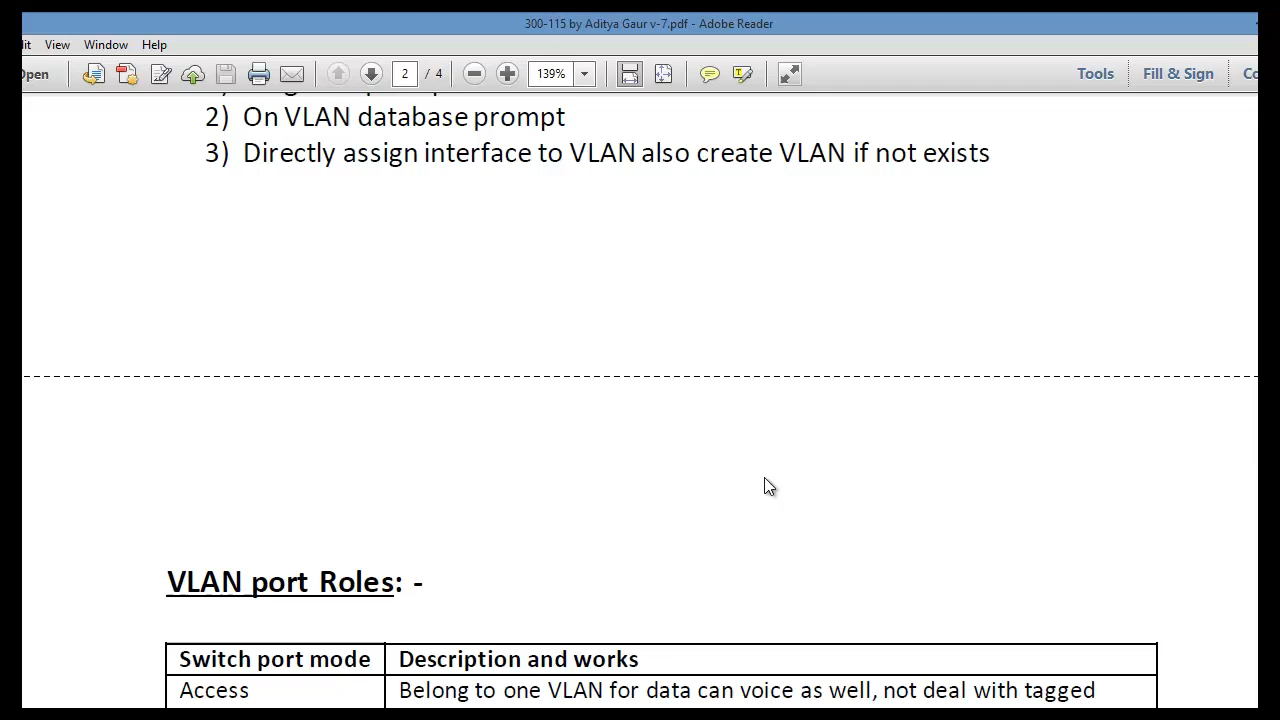 300-115 by Aditya Gaur v-7.pdf - Adobe Reader
View Window Help
2 / 4 139% Tools Fill & Sign
2) On VLAN database prompt
3) Directly assign interface to VLAN also create VLAN if not exists
VLAN port Roles: -
Switch port mode Description and works
Access Belong to one VLAN for data can voice as well, not deal with tagged